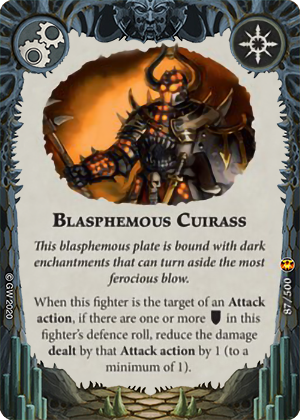 BLASPHEMOUS CUIRASS
This blasphemous plate is bound with dark
enchantments that can turn aside the most
ferocious blow.
When this fighter is the target of an Attack
action, if there are one or more in this
fighter's defence roll, reduce the damage
dealt by that Attack action by 1 (to a
minimum of 1).
© GW 2020
87/500